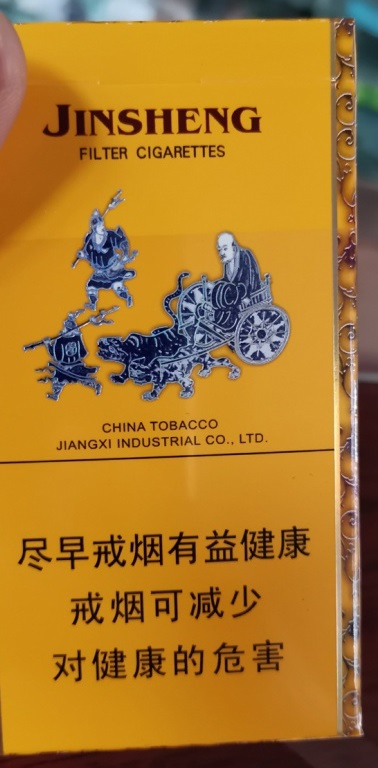 JINSHENG
FILTER CIGARETTES
CHINA TOBACCO
JIANGXI INDUSTRIAL CO., LTD.
尽早戒烟有益健康
戒烟可减少
对健康的危害